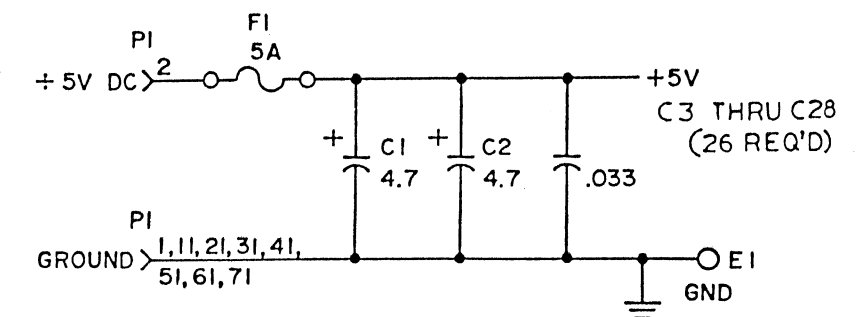 F1
5A
P1
2
+5V DC
+5V
C3 THRU C28
(26 REQ'D)
+
C1
4.7
+
C2
4.7
.033
P1
1,11,21,31,41,
GROUND
51,61,71
E1
GND